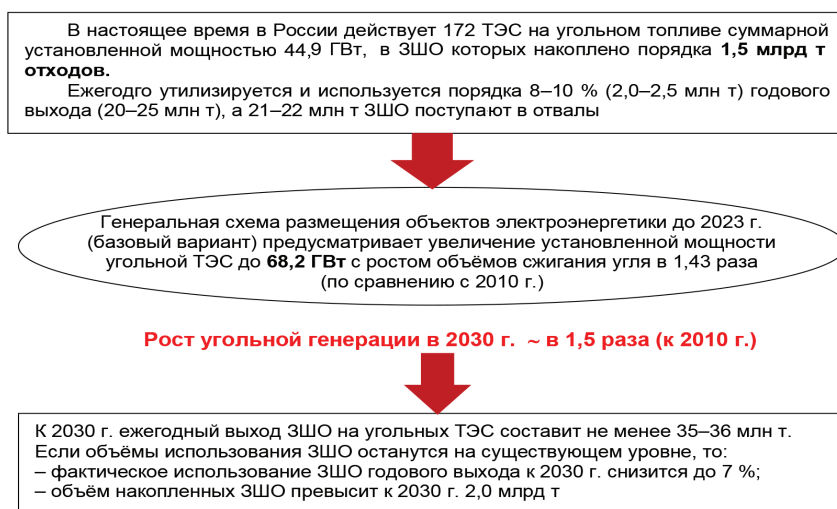 В настоящее время в России действует 172 ТЭС на угольном топливе суммарной
установленной мощностью 44,9 ГВт, в ЗШО которых накоплено порядка 1,5 млрд т
отходов.
Ежегодго утилизируется и используется порядка 8–10 % (2,0–2,5 млн т) годового
выхода (20–25 млн т), а 21–22 млн т ЗШО поступают в отвалы
Генеральная схема размещения объектов электроэнергетики до 2023 г.
(базовый вариант) предусматривает увеличение установленной мощности
угольной ТЭС до 68,2 ГВт с ростом объёмов сжигания угля в 1,43 раза
(по сравнению с 2010 г.)
Рост угольной генерации в 2030 г. ~ в 1,5 раза (к 2010 г.)
К 2030 г. ежегодный выход ЗШО на угольных ТЭС составит не менее 35–36 млн т.
Если объёмы использования ЗШО останутся на существующем уровне, то:
– фактическое использование ЗШО годового выхода к 2030 г. снизится до 7 %;
– объём накопленных ЗШО превысит к 2030 г. 2,0 млрд т